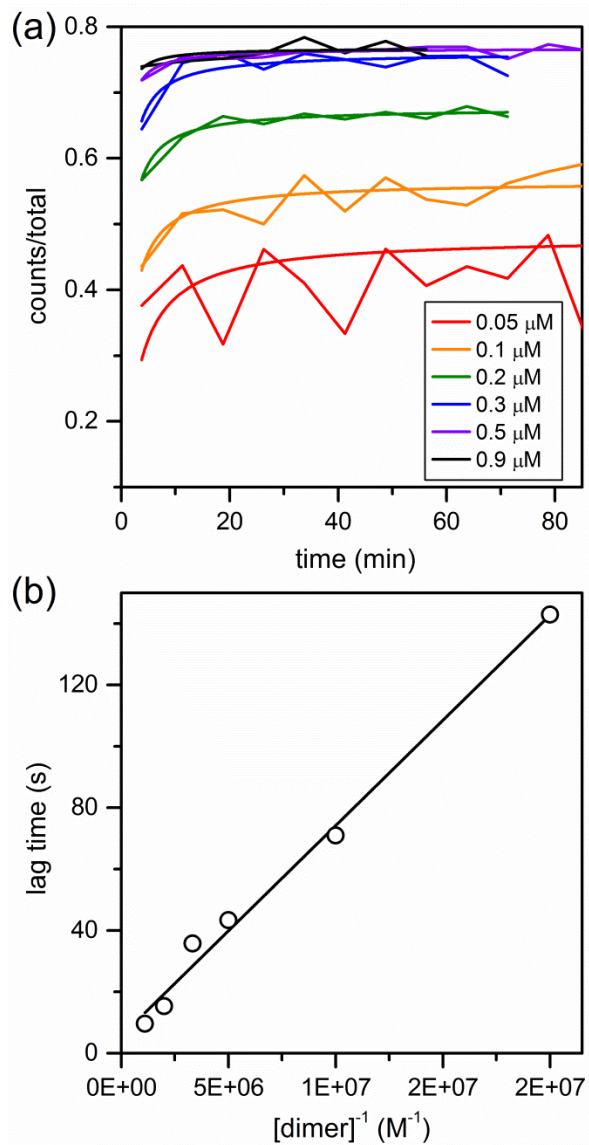 (a)
0.8
0.6
0.4
0.2
counts/total
0.05 μM
0.1 μM
0.2 μM
0.3 μM
0.5 μM
0.9 μM
0 20 40 60 80
time (min)
(b)
120
80
40
0
lag time (s)
0E+00 5E+06 1E+07 2E+07 2E+07
[dimer]⁻¹ (M⁻¹)